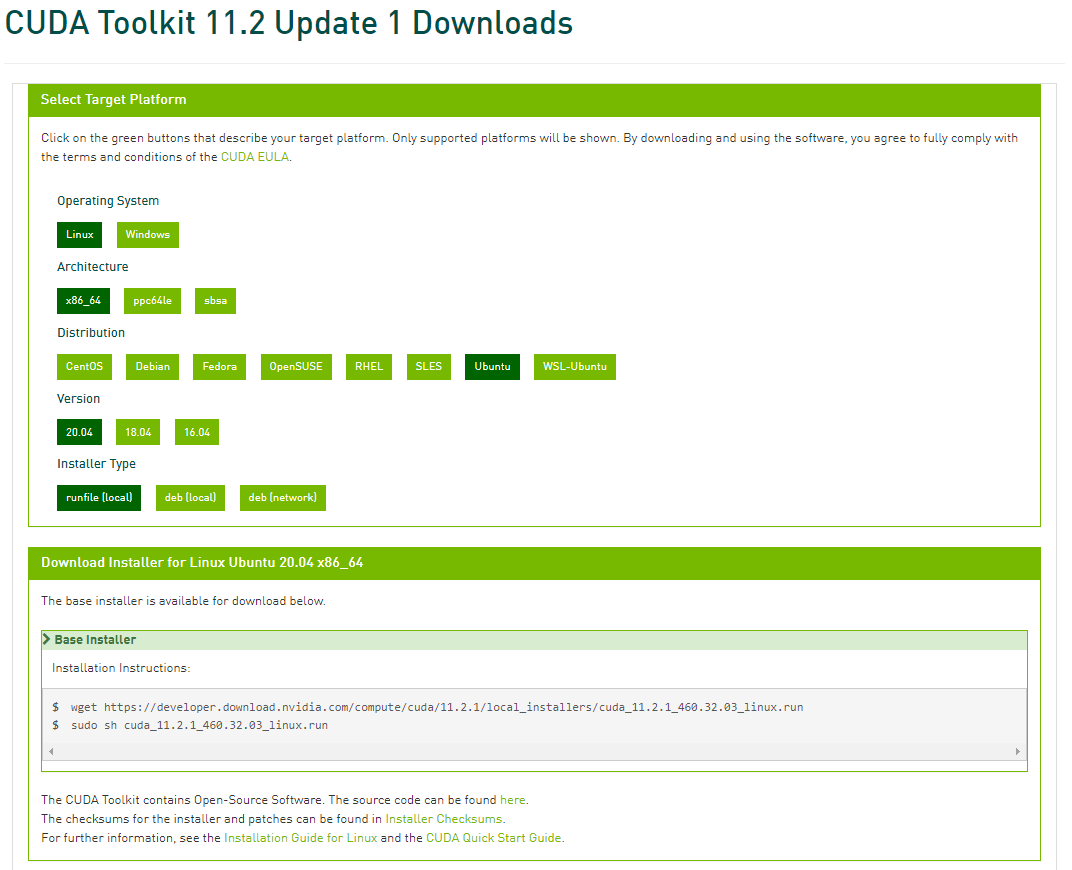 CUDA Toolkit 11.2 Update 1 Downloads
Select Target Platform
Click on the green buttons that describe your target platform. Only supported platforms will be shown. By downloading and using the software, you agree to fully comply with
the terms and conditions of the CUDA EULA.
Operating System
Linux Windows
Architecture
x86_64 ppc64le sbsa
Distribution
CentOS Debian Fedora OpenSUSE RHEL SLES Ubuntu WSL-Ubuntu
Version
20.04 18.04 16.04
Installer Type
runfile (local) deb (local) deb (network)
Download Installer for Linux Ubuntu 20.04 x86_64
The base installer is available for download below.
Base Installer
Installation Instructions:
$ wget https://developer.download.nvidia.com/compute/cuda/11.2.1/local_installers/cuda_11.2.1_460.32.03_linux.run
$ sudo sh cuda_11.2.1_460.32.03_linux.run
The CUDA Toolkit contains Open-Source Software. The source code can be found here.
The checksums for the installer and patches can be found in Installer Checksums.
For further information, see the Installation Guide for Linux and the CUDA Quick Start Guide.